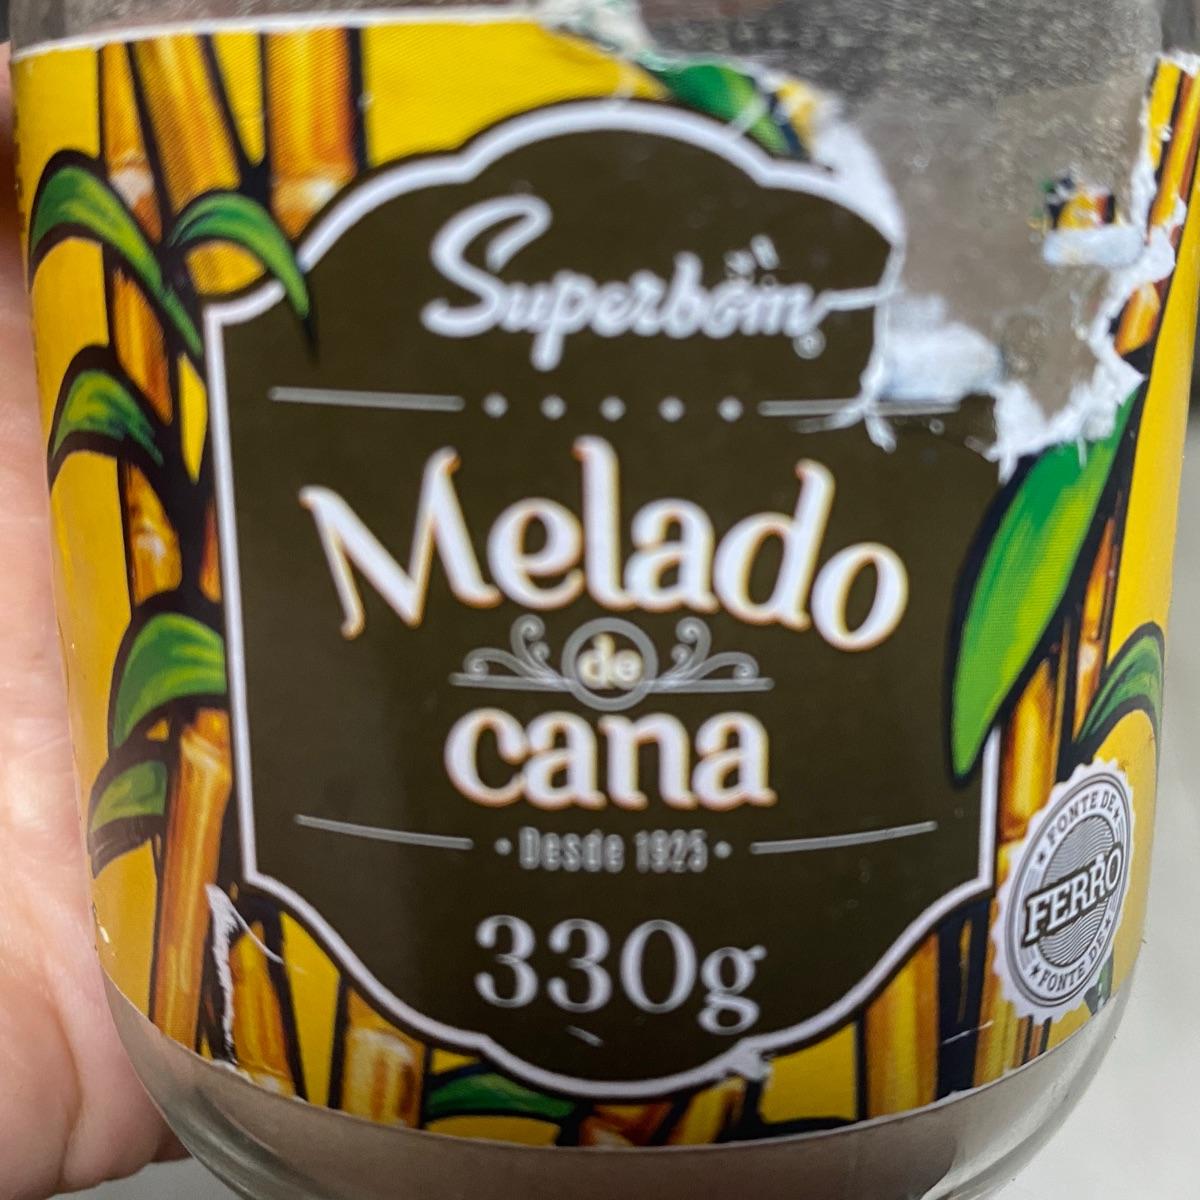 Superbom
Melado
de
cana
Desde 1925
330g
FONTE DE
FERRO
FONTE DE